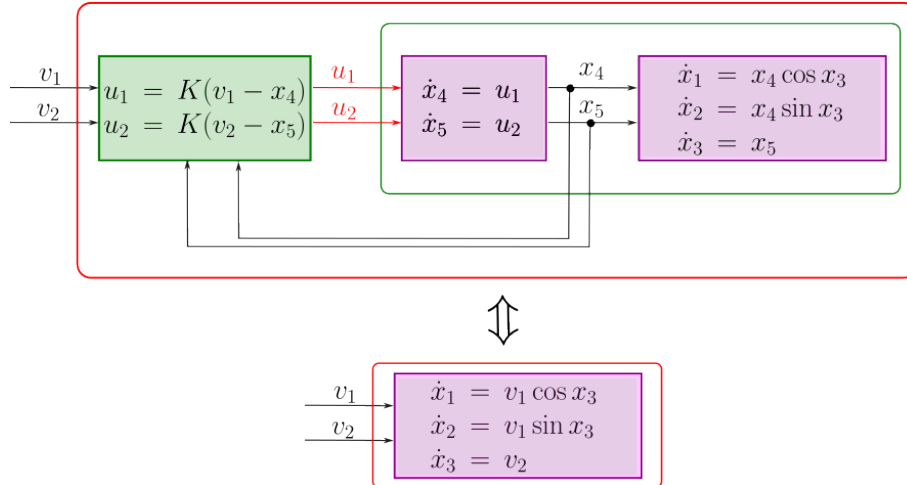 v₁
v₂
u₁ = K(v₁ − x₄)
u₂ = K(v₂ − x₅)
u₁
u₂
ẋ₄ = u₁
ẋ₅ = u₂
x₄
x₅
ẋ₁ = x₄ cos x₃
ẋ₂ = x₄ sin x₃
ẋ₃ = x₅
⇕
v₁
v₂
ẋ₁ = v₁ cos x₃
ẋ₂ = v₁ sin x₃
ẋ₃ = v₂